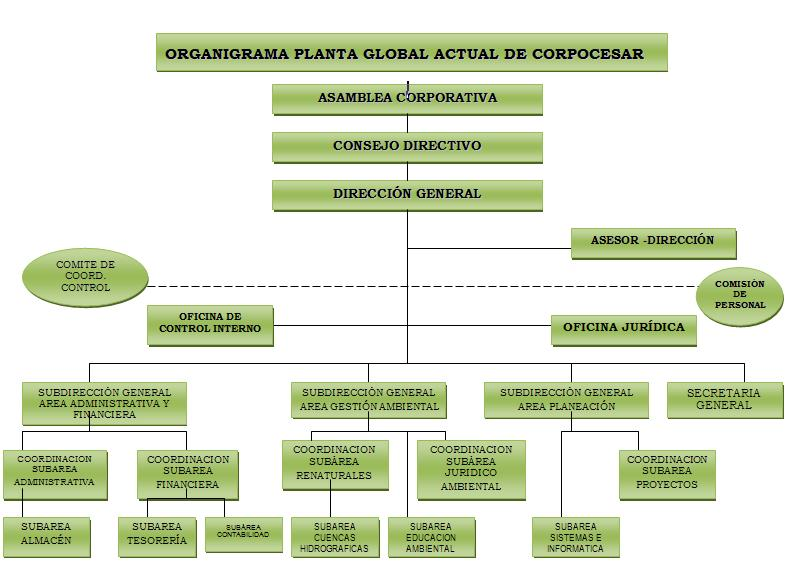 ORGANIGRAMA PLANTA GLOBAL ACTUAL DE CORPOCESAR
ASAMBLEA CORPORATIVA
CONSEJO DIRECTIVO
DIRECCIÓN GENERAL
ASESOR -DIRECCIÓN
COMITE DE
COORD.
CONTROL
COMISIÓN
DE
PERSONAL
OFICINA DE
CONTROL INTERNO
OFICINA JURÍDICA
SUBDIRECCIÓN GENERAL
AREA ADMINISTRATIVA Y
FINANCIERA
SUBDIRECCIÓN GENERAL
AREA GESTIÓN AMBIENTAL
SUBDIRECCIÓN GENERAL
AREA PLANEACIÓN
SECRETARIA
GENERAL
COORDINACION
SUBAREA
ADMINISTRATIVA
COORDINACION
SUBAREA
FINANCIERA
COORDINACION
SUBÁREA
RENATURALES
COORDINACION
SUBÁREA
JURIDICO
AMBIENTAL
COORDINACION
SUBAREA
PROYECTOS
SUBAREA
ALMACÉN
SUBAREA
TESORERÍA
SUBÁREA
CONTABILIDAD
SUBAREA
CUENCAS
HIDROGRAFICAS
SUBAREA
EDUCACION
AMBIENTAL
SUBAREA
SISTEMAS E
INFORMATICA